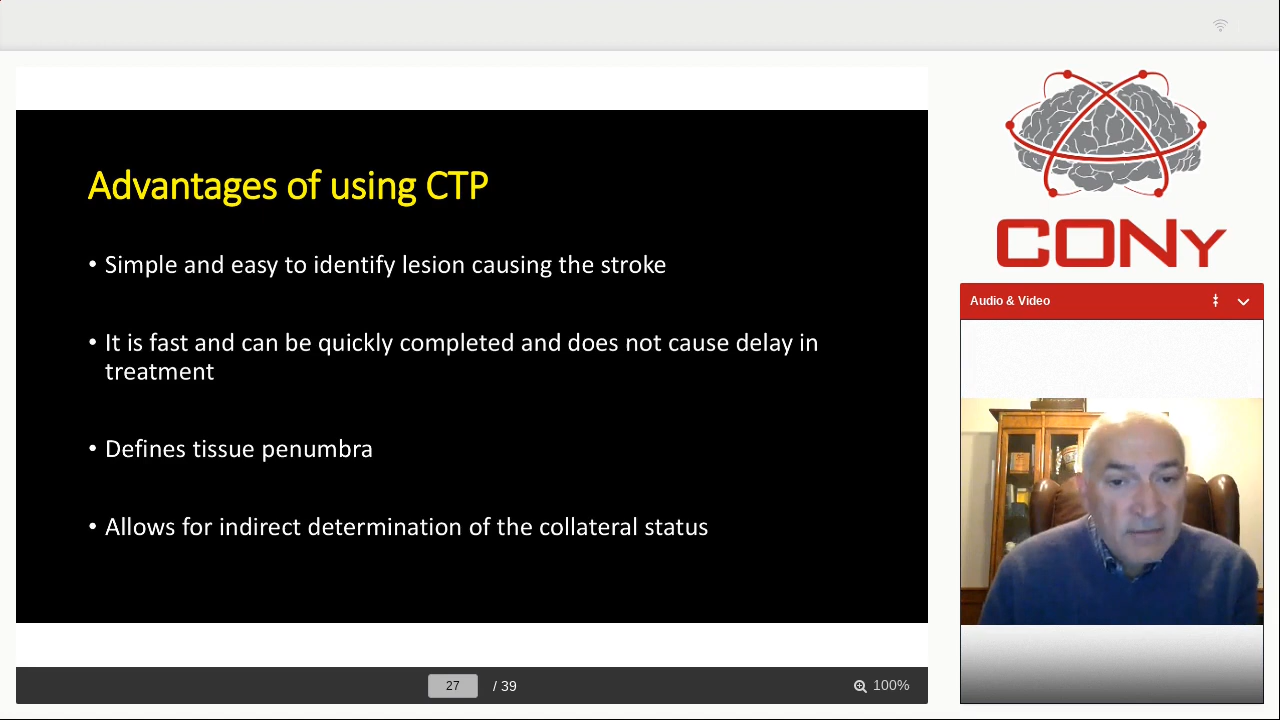 Advantages of using CTP
• Simple and easy to identify lesion causing the stroke
• It is fast and can be quickly completed and does not cause delay in
treatment
• Defines tissue penumbra
• Allows for indirect determination of the collateral status
27 / 39
100%
CONy
Audio & Video